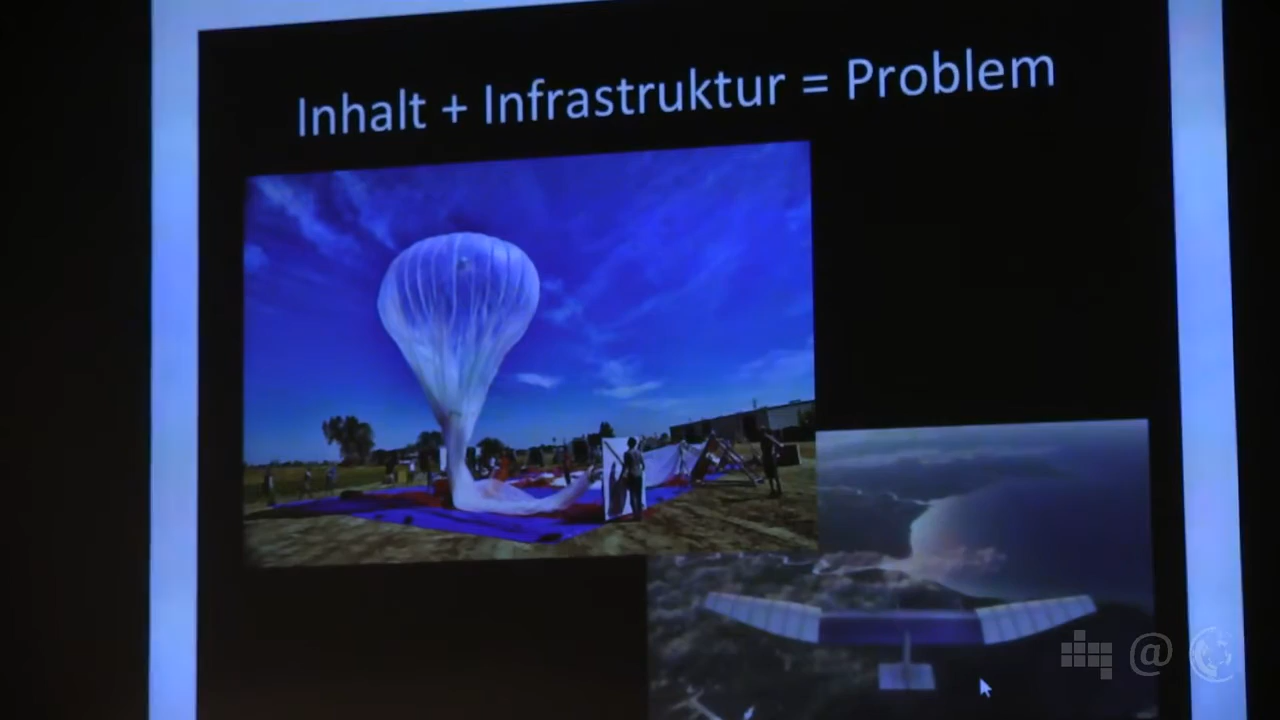 Inhalt + Infrastruktur = Problem
@